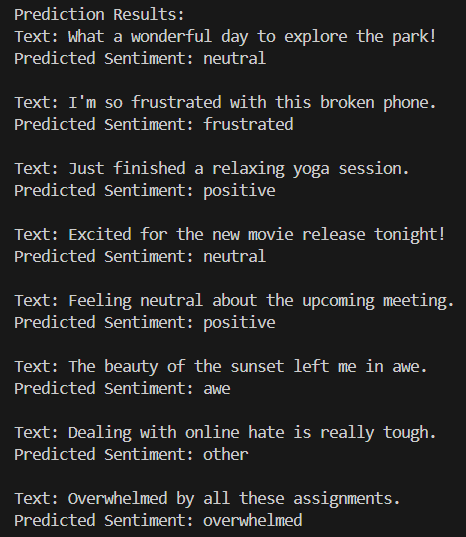 Prediction Results:
Text: What a wonderful day to explore the park!
Predicted Sentiment: neutral
Text: I'm so frustrated with this broken phone.
Predicted Sentiment: frustrated
Text: Just finished a relaxing yoga session.
Predicted Sentiment: positive
Text: Excited for the new movie release tonight!
Predicted Sentiment: neutral
Text: Feeling neutral about the upcoming meeting.
Predicted Sentiment: positive
Text: The beauty of the sunset left me in awe.
Predicted Sentiment: awe
Text: Dealing with online hate is really tough.
Predicted Sentiment: other
Text: Overwhelmed by all these assignments.
Predicted Sentiment: overwhelmed